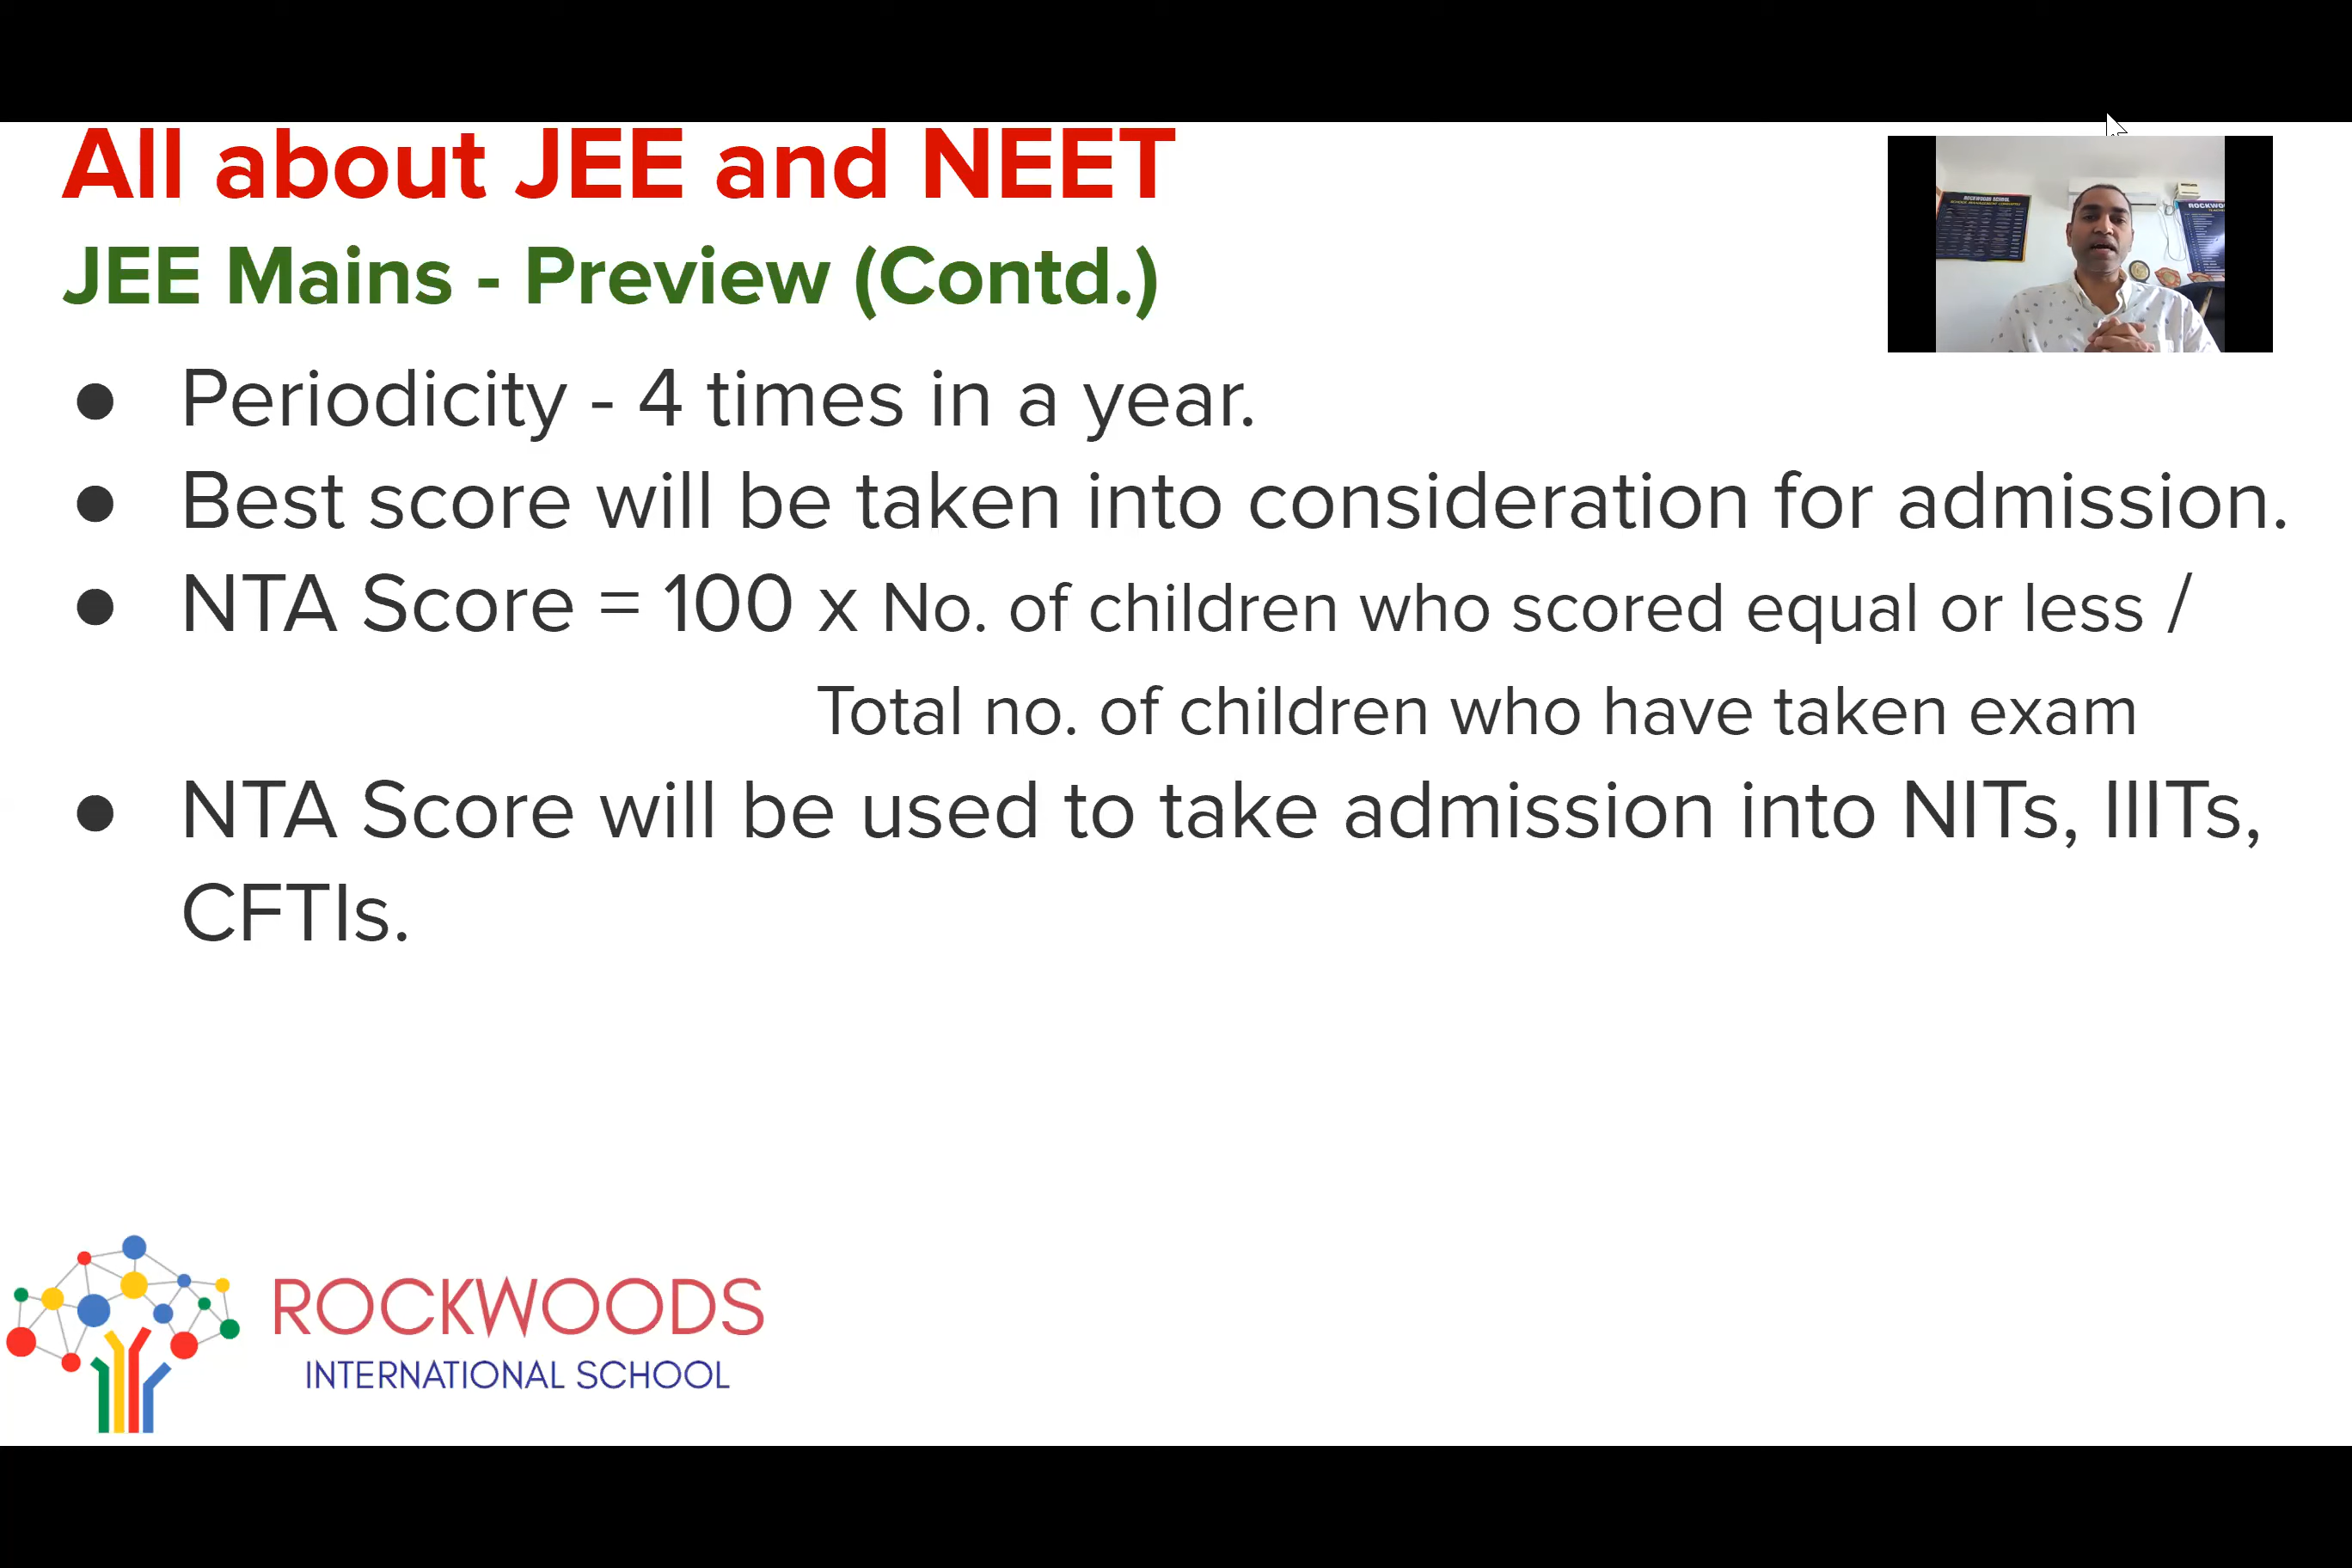 All about JEE and NEET
JEE Mains - Preview (Contd.)
● Periodicity - 4 times in a year.
● Best score will be taken into consideration for admission.
● NTA Score = 100 x No. of children who scored equal or less /
Total no. of children who have taken exam
● NTA Score will be used to take admission into NITs, IIITs,
CFTIs.
ROCKWOODS SCHOOL
ROCKWOODS
INTERNATIONAL SCHOOL